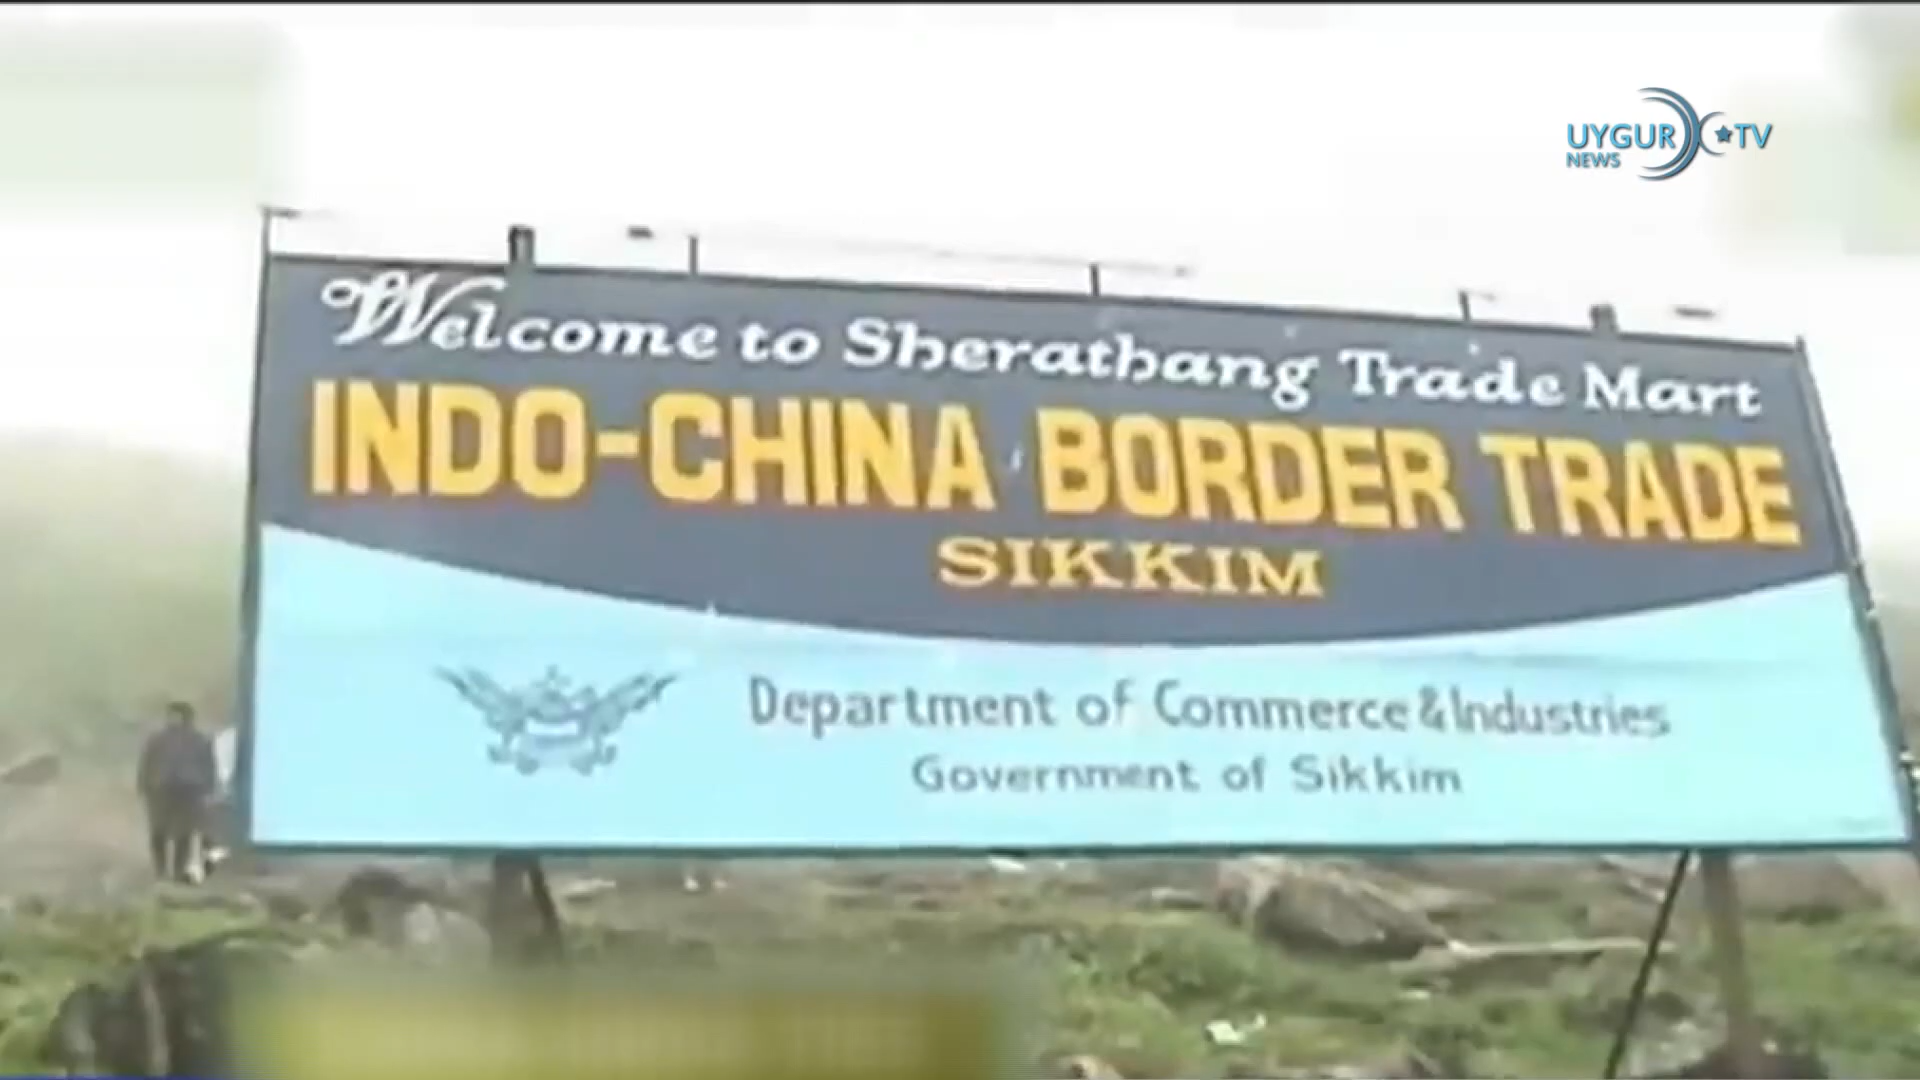 UYGUR TV
NEWS
Welcome to Sherathang Trade Mart
INDO-CHINA BORDER TRADE
SIKKIM
Department of Commerce & Industries
Government of Sikkim